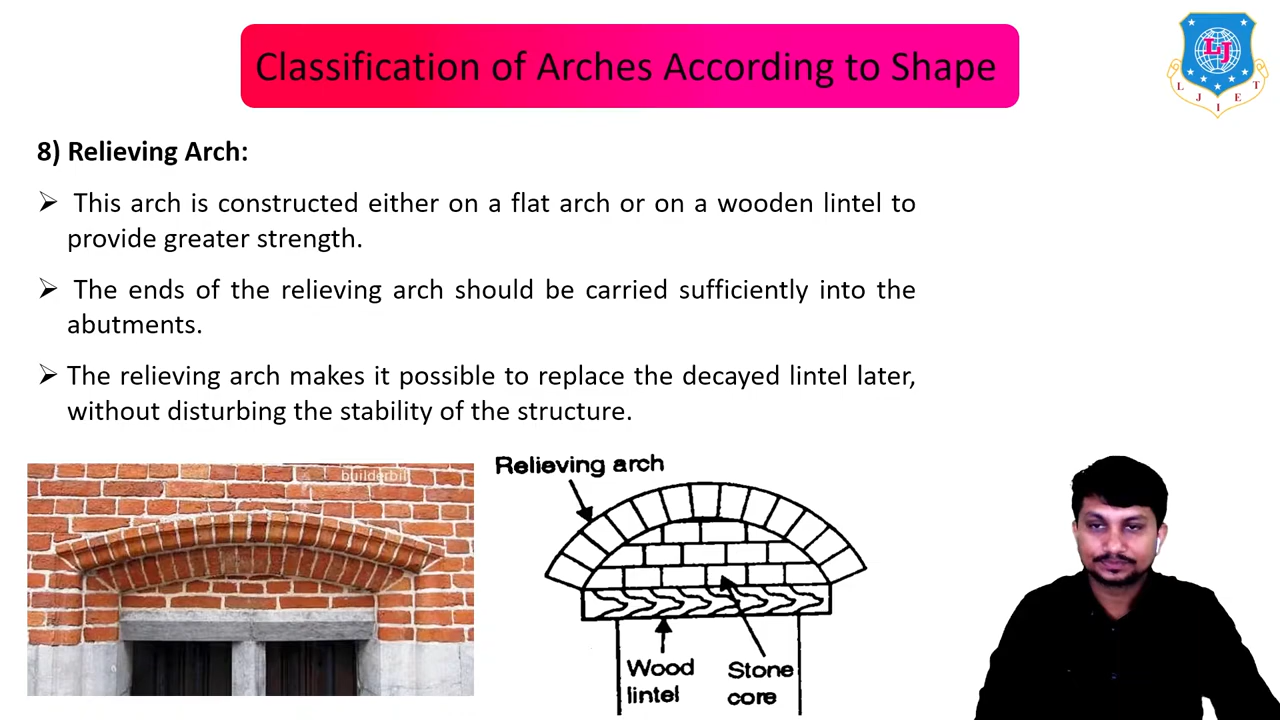 Classification of Arches According to Shape
LJ
L J I E T
8) Relieving Arch:
➢ This arch is constructed either on a flat arch or on a wooden lintel to
provide greater strength.
➢ The ends of the relieving arch should be carried sufficiently into the
abutments.
➢ The relieving arch makes it possible to replace the decayed lintel later,
without disturbing the stability of the structure.
builderbil
Relieving arch
Wood
lintel
Stone
core